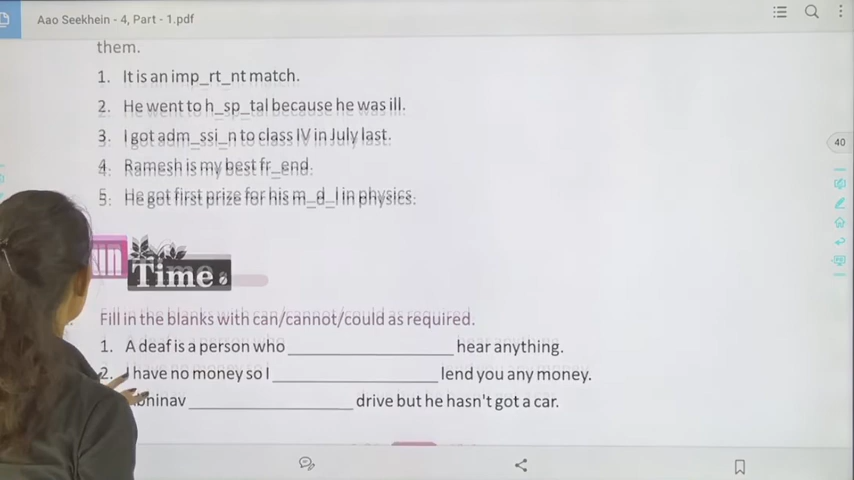 Aao Seekhein - 4, Part - 1.pdf
them.
1. It is an imp_rt_nt match.
2. He went to h_sp_tal because he was ill.
3. I got adm_ssi_n to class IV in July last.
4. Ramesh is my best fr_end.
5. He got first prize for his m_d_l in physics.
40
Time
Fill in the blanks with can/cannot/could as required.
1. A deaf is a person who ____________ hear anything.
2. I have no money so I ____________ lend you any money.
____________ drive but he hasn't got a car.